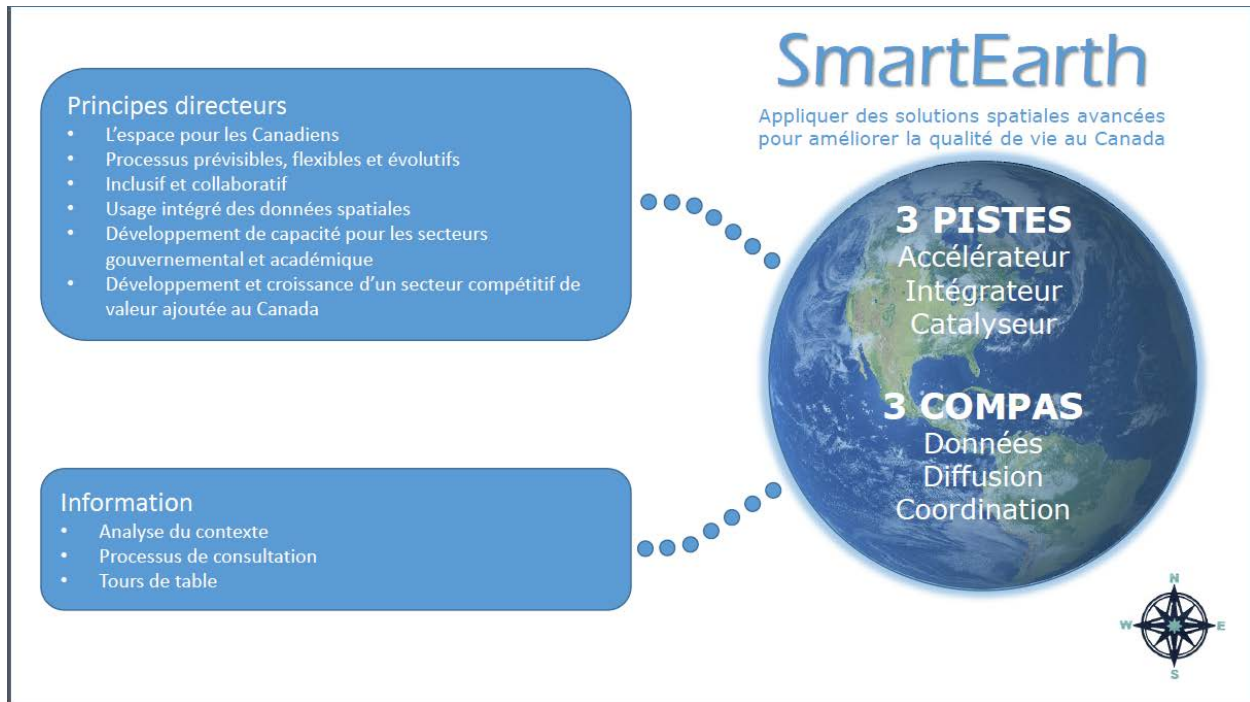 SmartEarth
Appliquer des solutions spatiales avancées
pour améliorer la qualité de vie au Canada
Principes directeurs
• L'espace pour les Canadiens
• Processus prévisibles, flexibles et évolutifs
• Inclusif et collaboratif
• Usage intégré des données spatiales
• Développement de capacité pour les secteurs
gouvernemental et académique
• Développement et croissance d'un secteur compétitif de
valeur ajoutée au Canada
3 PISTES
Accélérateur
Intégrateur
Catalyseur
3 COMPAS
Données
Diffusion
Coordination
Information
• Analyse du contexte
• Processus de consultation
• Tours de table
N
W E
S